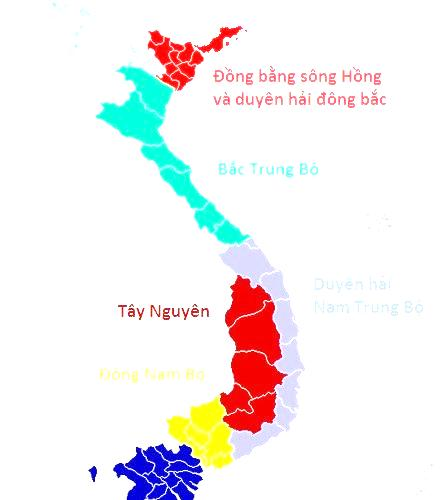 Đồng bằng sông Hồng
và duyên hải đông bắc
Bắc Trung Bộ
Duyên hải
Nam Trung Bộ
Tây Nguyên
Đông Nam Bộ